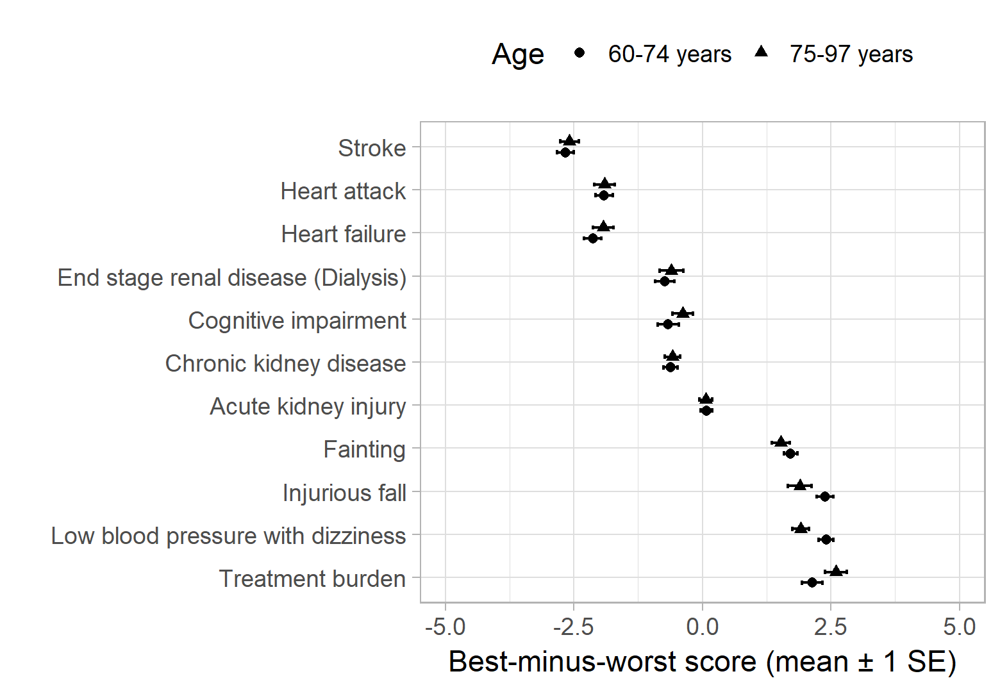 Age 60-74 years 75-97 years
Stroke
Heart attack
Heart failure
End stage renal disease (Dialysis)
Cognitive impairment
Chronic kidney disease
Acute kidney injury
Fainting
Injurious fall
Low blood pressure with dizziness
Treatment burden
-5.0 -2.5 0.0 2.5 5.0
Best-minus-worst score (mean ± 1 SE)